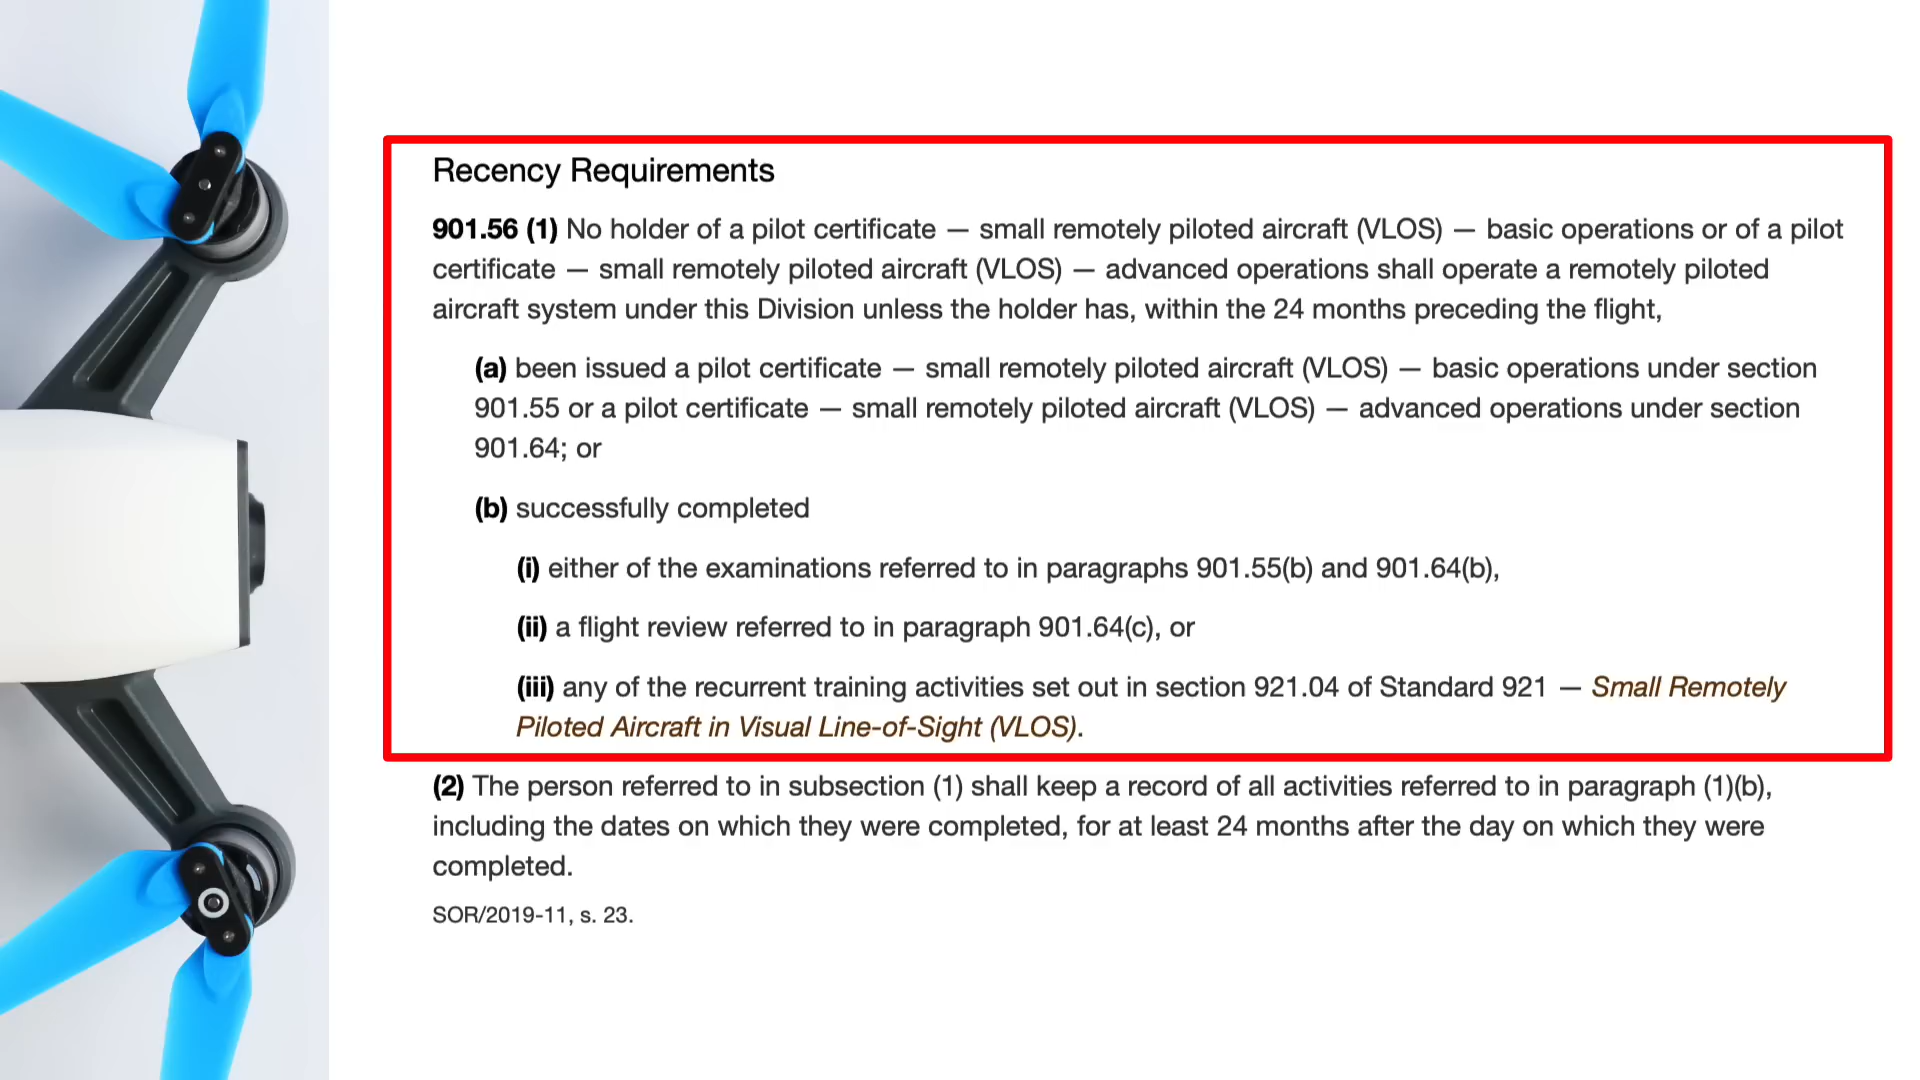 Recency Requirements
901.56 (1) No holder of a pilot certificate — small remotely piloted aircraft (VLOS) — basic operations or of a pilot
certificate — small remotely piloted aircraft (VLOS) — advanced operations shall operate a remotely piloted
aircraft system under this Division unless the holder has, within the 24 months preceding the flight,
(a) been issued a pilot certificate — small remotely piloted aircraft (VLOS) — basic operations under section
901.55 or a pilot certificate — small remotely piloted aircraft (VLOS) — advanced operations under section
901.64; or
(b) successfully completed
(i) either of the examinations referred to in paragraphs 901.55(b) and 901.64(b),
(ii) a flight review referred to in paragraph 901.64(c), or
(iii) any of the recurrent training activities set out in section 921.04 of Standard 921 — Small Remotely
Piloted Aircraft in Visual Line-of-Sight (VLOS).
(2) The person referred to in subsection (1) shall keep a record of all activities referred to in paragraph (1)(b),
including the dates on which they were completed, for at least 24 months after the day on which they were
completed.
SOR/2019-11, s. 23.